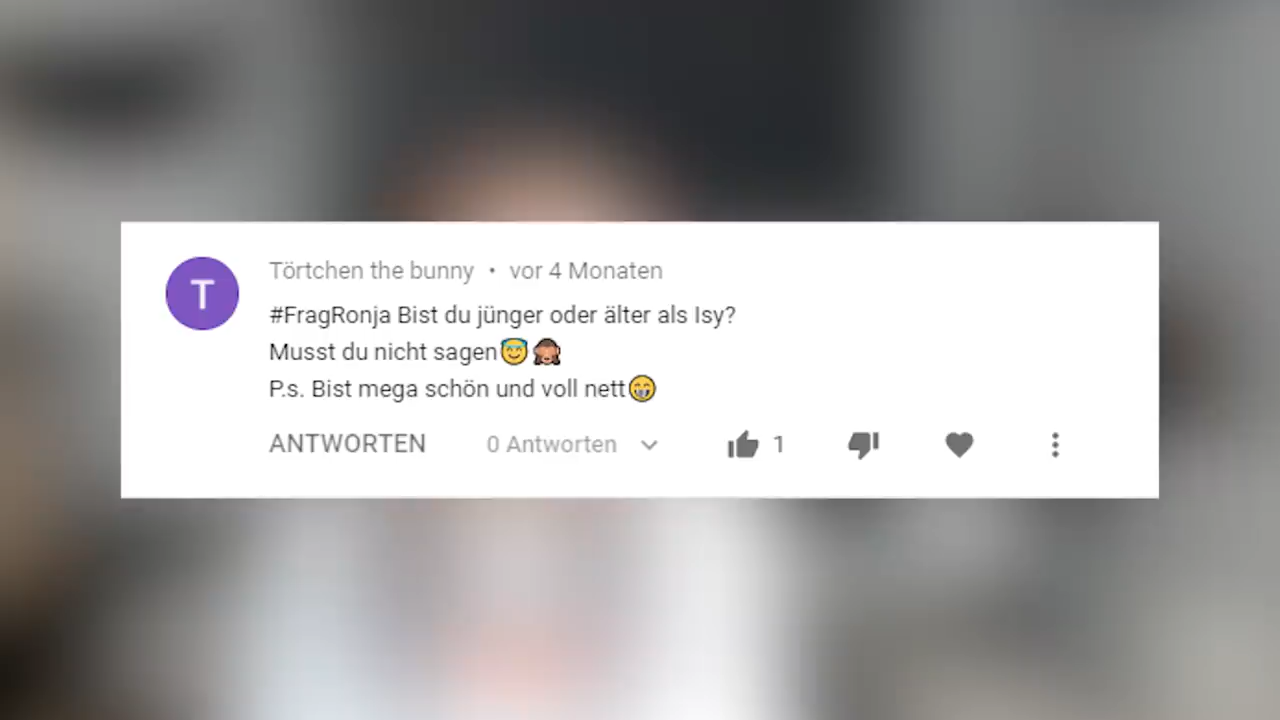 T
Törtchen the bunny • vor 4 Monaten
#FragRonja Bist du jünger oder älter als Isy?
Musst du nicht sagen😇🙈
P.s. Bist mega schön und voll nett😁
ANTWORTEN 0 Antworten 1